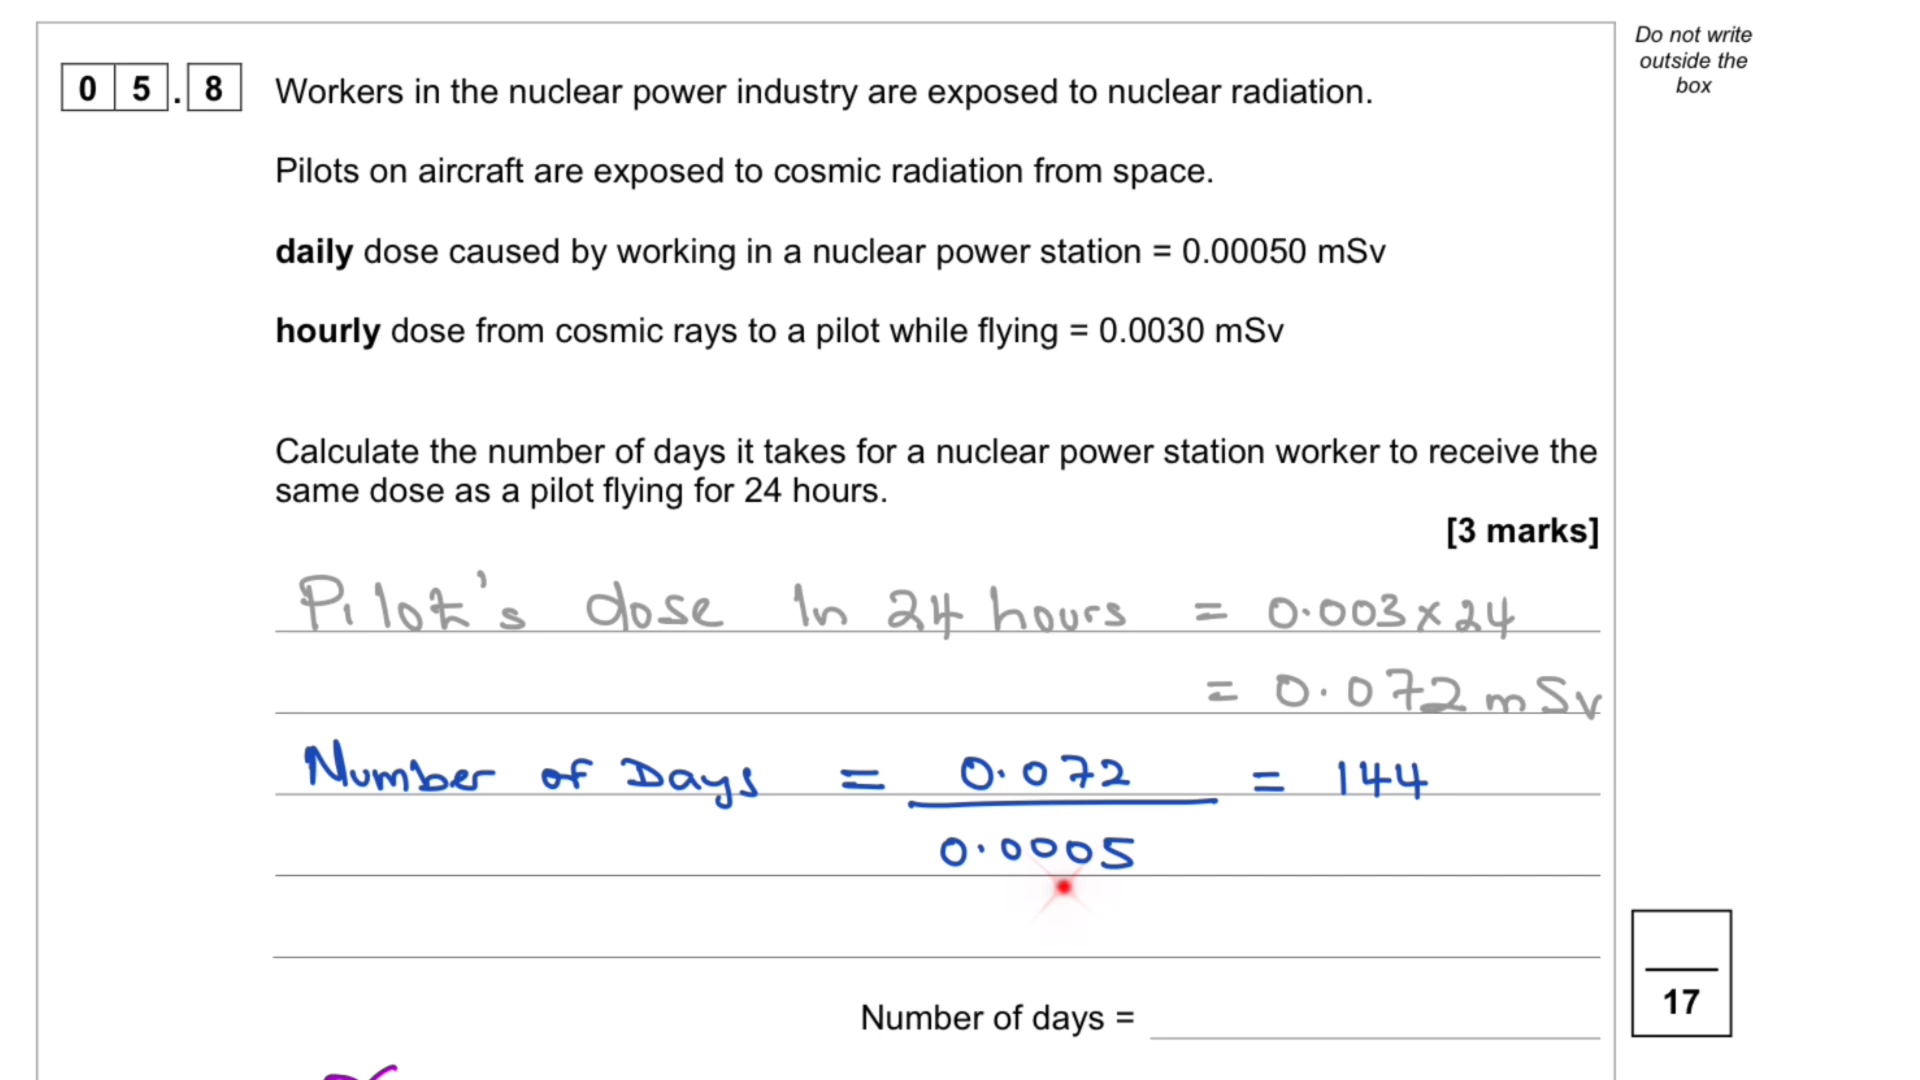 Do not write
outside the
box
0 5 . 8 Workers in the nuclear power industry are exposed to nuclear radiation.
Pilots on aircraft are exposed to cosmic radiation from space.
daily dose caused by working in a nuclear power station = 0.00050 mSv
hourly dose from cosmic rays to a pilot while flying = 0.0030 mSv
Calculate the number of days it takes for a nuclear power station worker to receive the
same dose as a pilot flying for 24 hours.
[3 marks]
Pilot's dose In 24 hours = 0.003 × 24
= 0.072 mSv
Number of Days = 0.072 = 144
0.0005
Number of days =
17